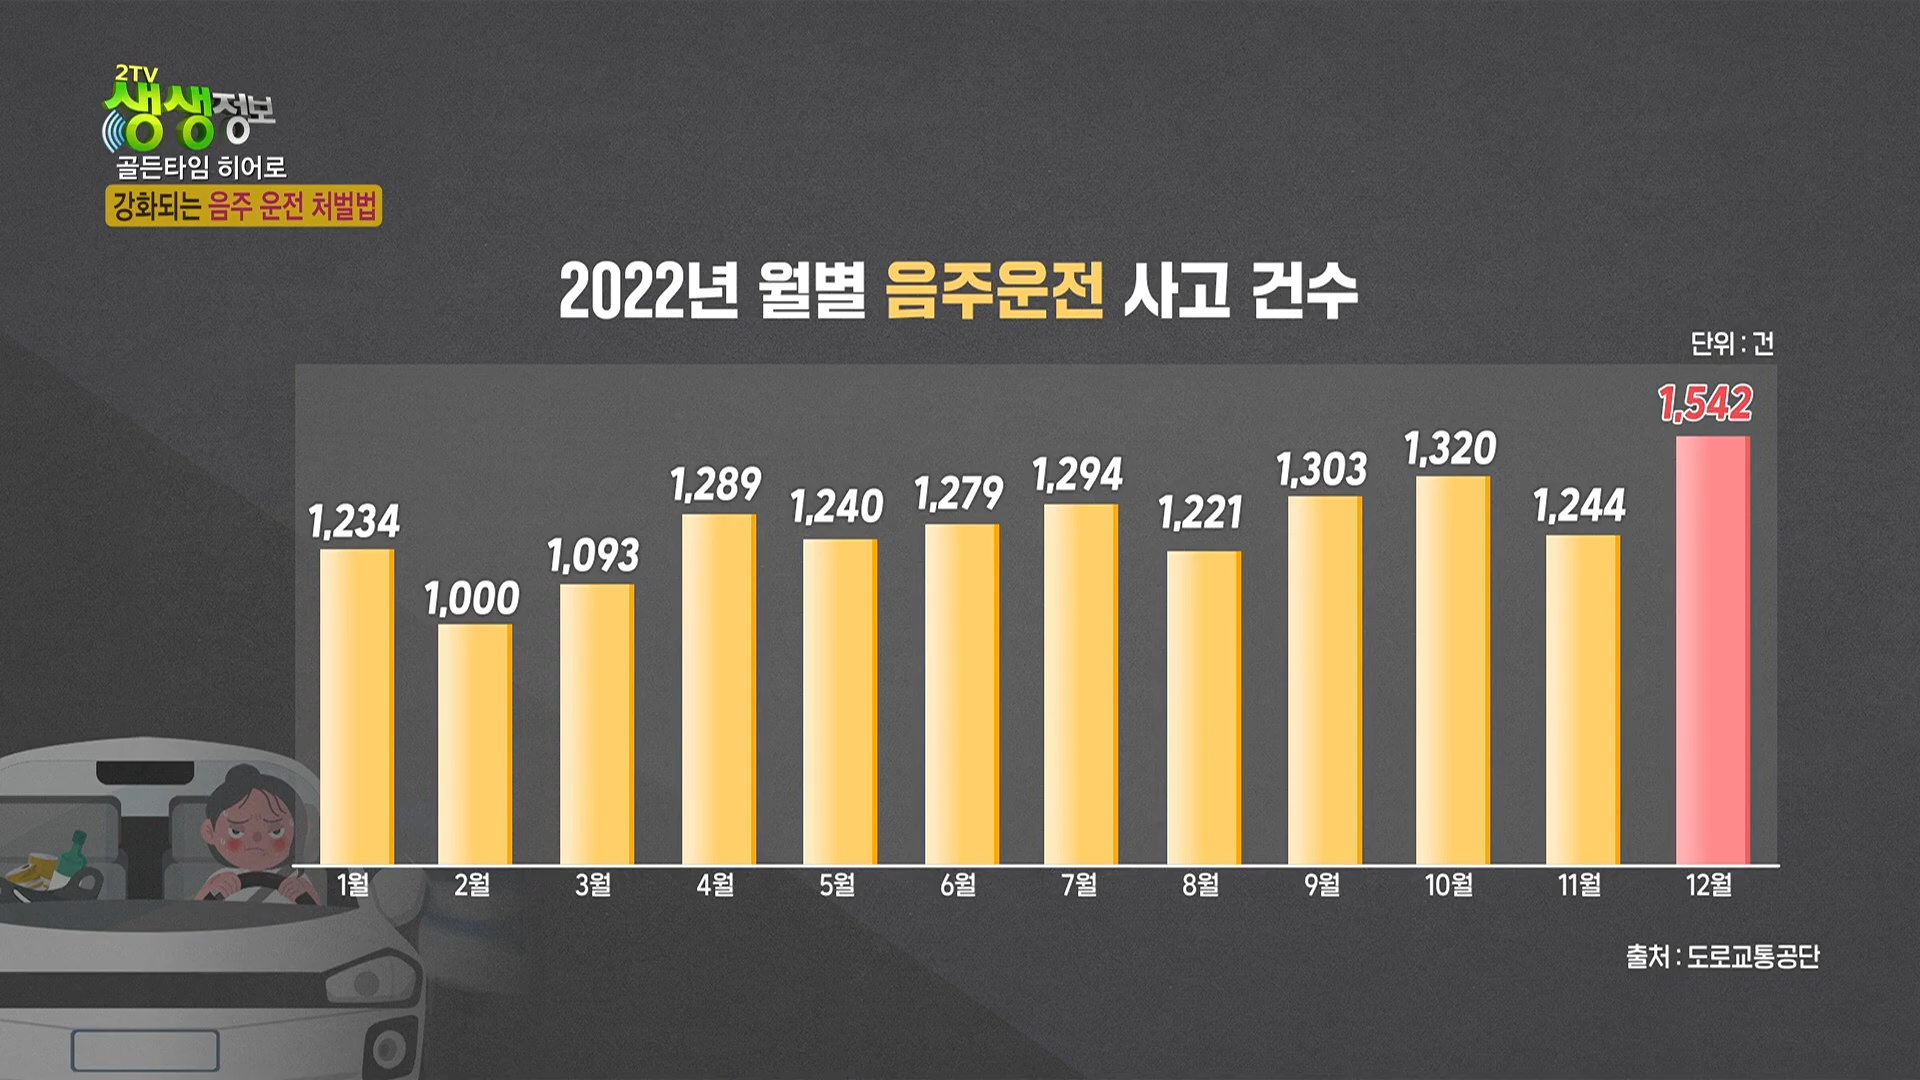 2TV
생생정보
골든타임 히어로
강화되는 음주 운전 처벌법
2022년 월별 음주운전 사고 건수
단위 : 건
1,234
1,000
1,093
1,289
1,240
1,279
1,294
1,221
1,303
1,320
1,244
1,542
1월 2월 3월 4월 5월 6월 7월 8월 9월 10월 11월 12월
출처 : 도로교통공단